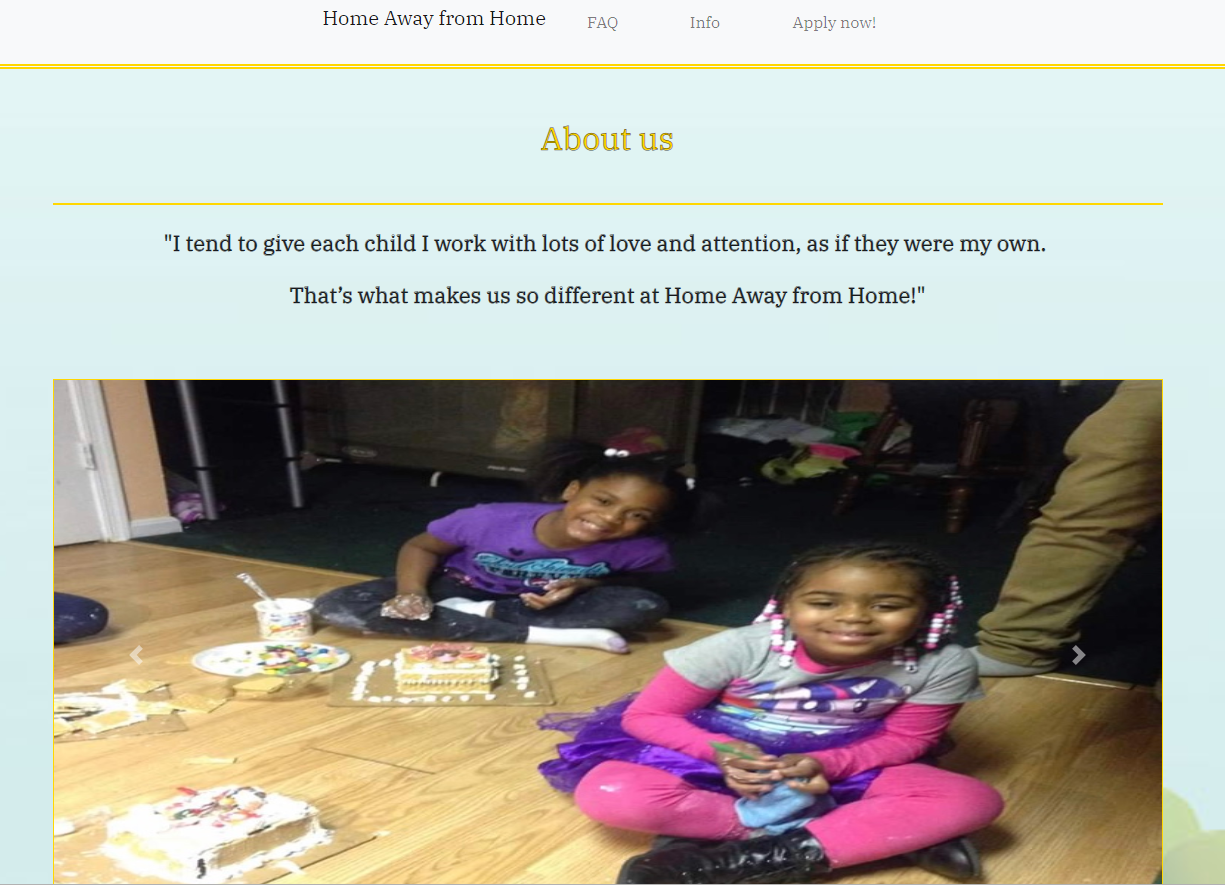 Home Away from Home FAQ Info Apply now!
About us
"I tend to give each child I work with lots of love and attention, as if they were my own.
That’s what makes us so different at Home Away from Home!"